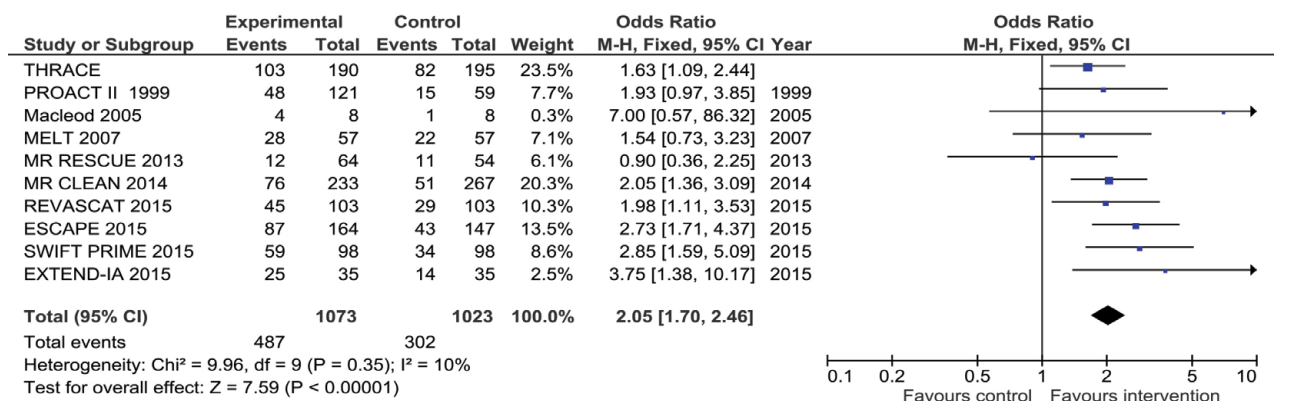 Experimental Control Odds Ratio Odds Ratio
Study or Subgroup Events Total Events Total Weight M-H, Fixed, 95% CI Year M-H, Fixed, 95% CI
THRACE 103 190 82 195 23.5% 1.63 [1.09, 2.44]
PROACT II 1999 48 121 15 59 7.7% 1.93 [0.97, 3.85] 1999
Macleod 2005 4 8 1 8 0.3% 7.00 [0.57, 86.32] 2005
MELT 2007 28 57 22 57 7.1% 1.54 [0.73, 3.23] 2007
MR RESCUE 2013 12 64 11 54 6.1% 0.90 [0.36, 2.25] 2013
MR CLEAN 2014 76 233 51 267 20.3% 2.05 [1.36, 3.09] 2014
REVASCAT 2015 45 103 29 103 10.3% 1.98 [1.11, 3.53] 2015
ESCAPE 2015 87 164 43 147 13.5% 2.73 [1.71, 4.37] 2015
SWIFT PRIME 2015 59 98 34 98 8.6% 2.85 [1.59, 5.09] 2015
EXTEND-IA 2015 25 35 14 35 2.5% 3.75 [1.38, 10.17] 2015
Total (95% CI) 1073 1023 100.0% 2.05 [1.70, 2.46]
Total events 487 302
Heterogeneity: Chi² = 9.96, df = 9 (P = 0.35); I² = 10%
Test for overall effect: Z = 7.59 (P < 0.00001)
0.1 0.2 0.5 1 2 5 10
Favours control Favours intervention